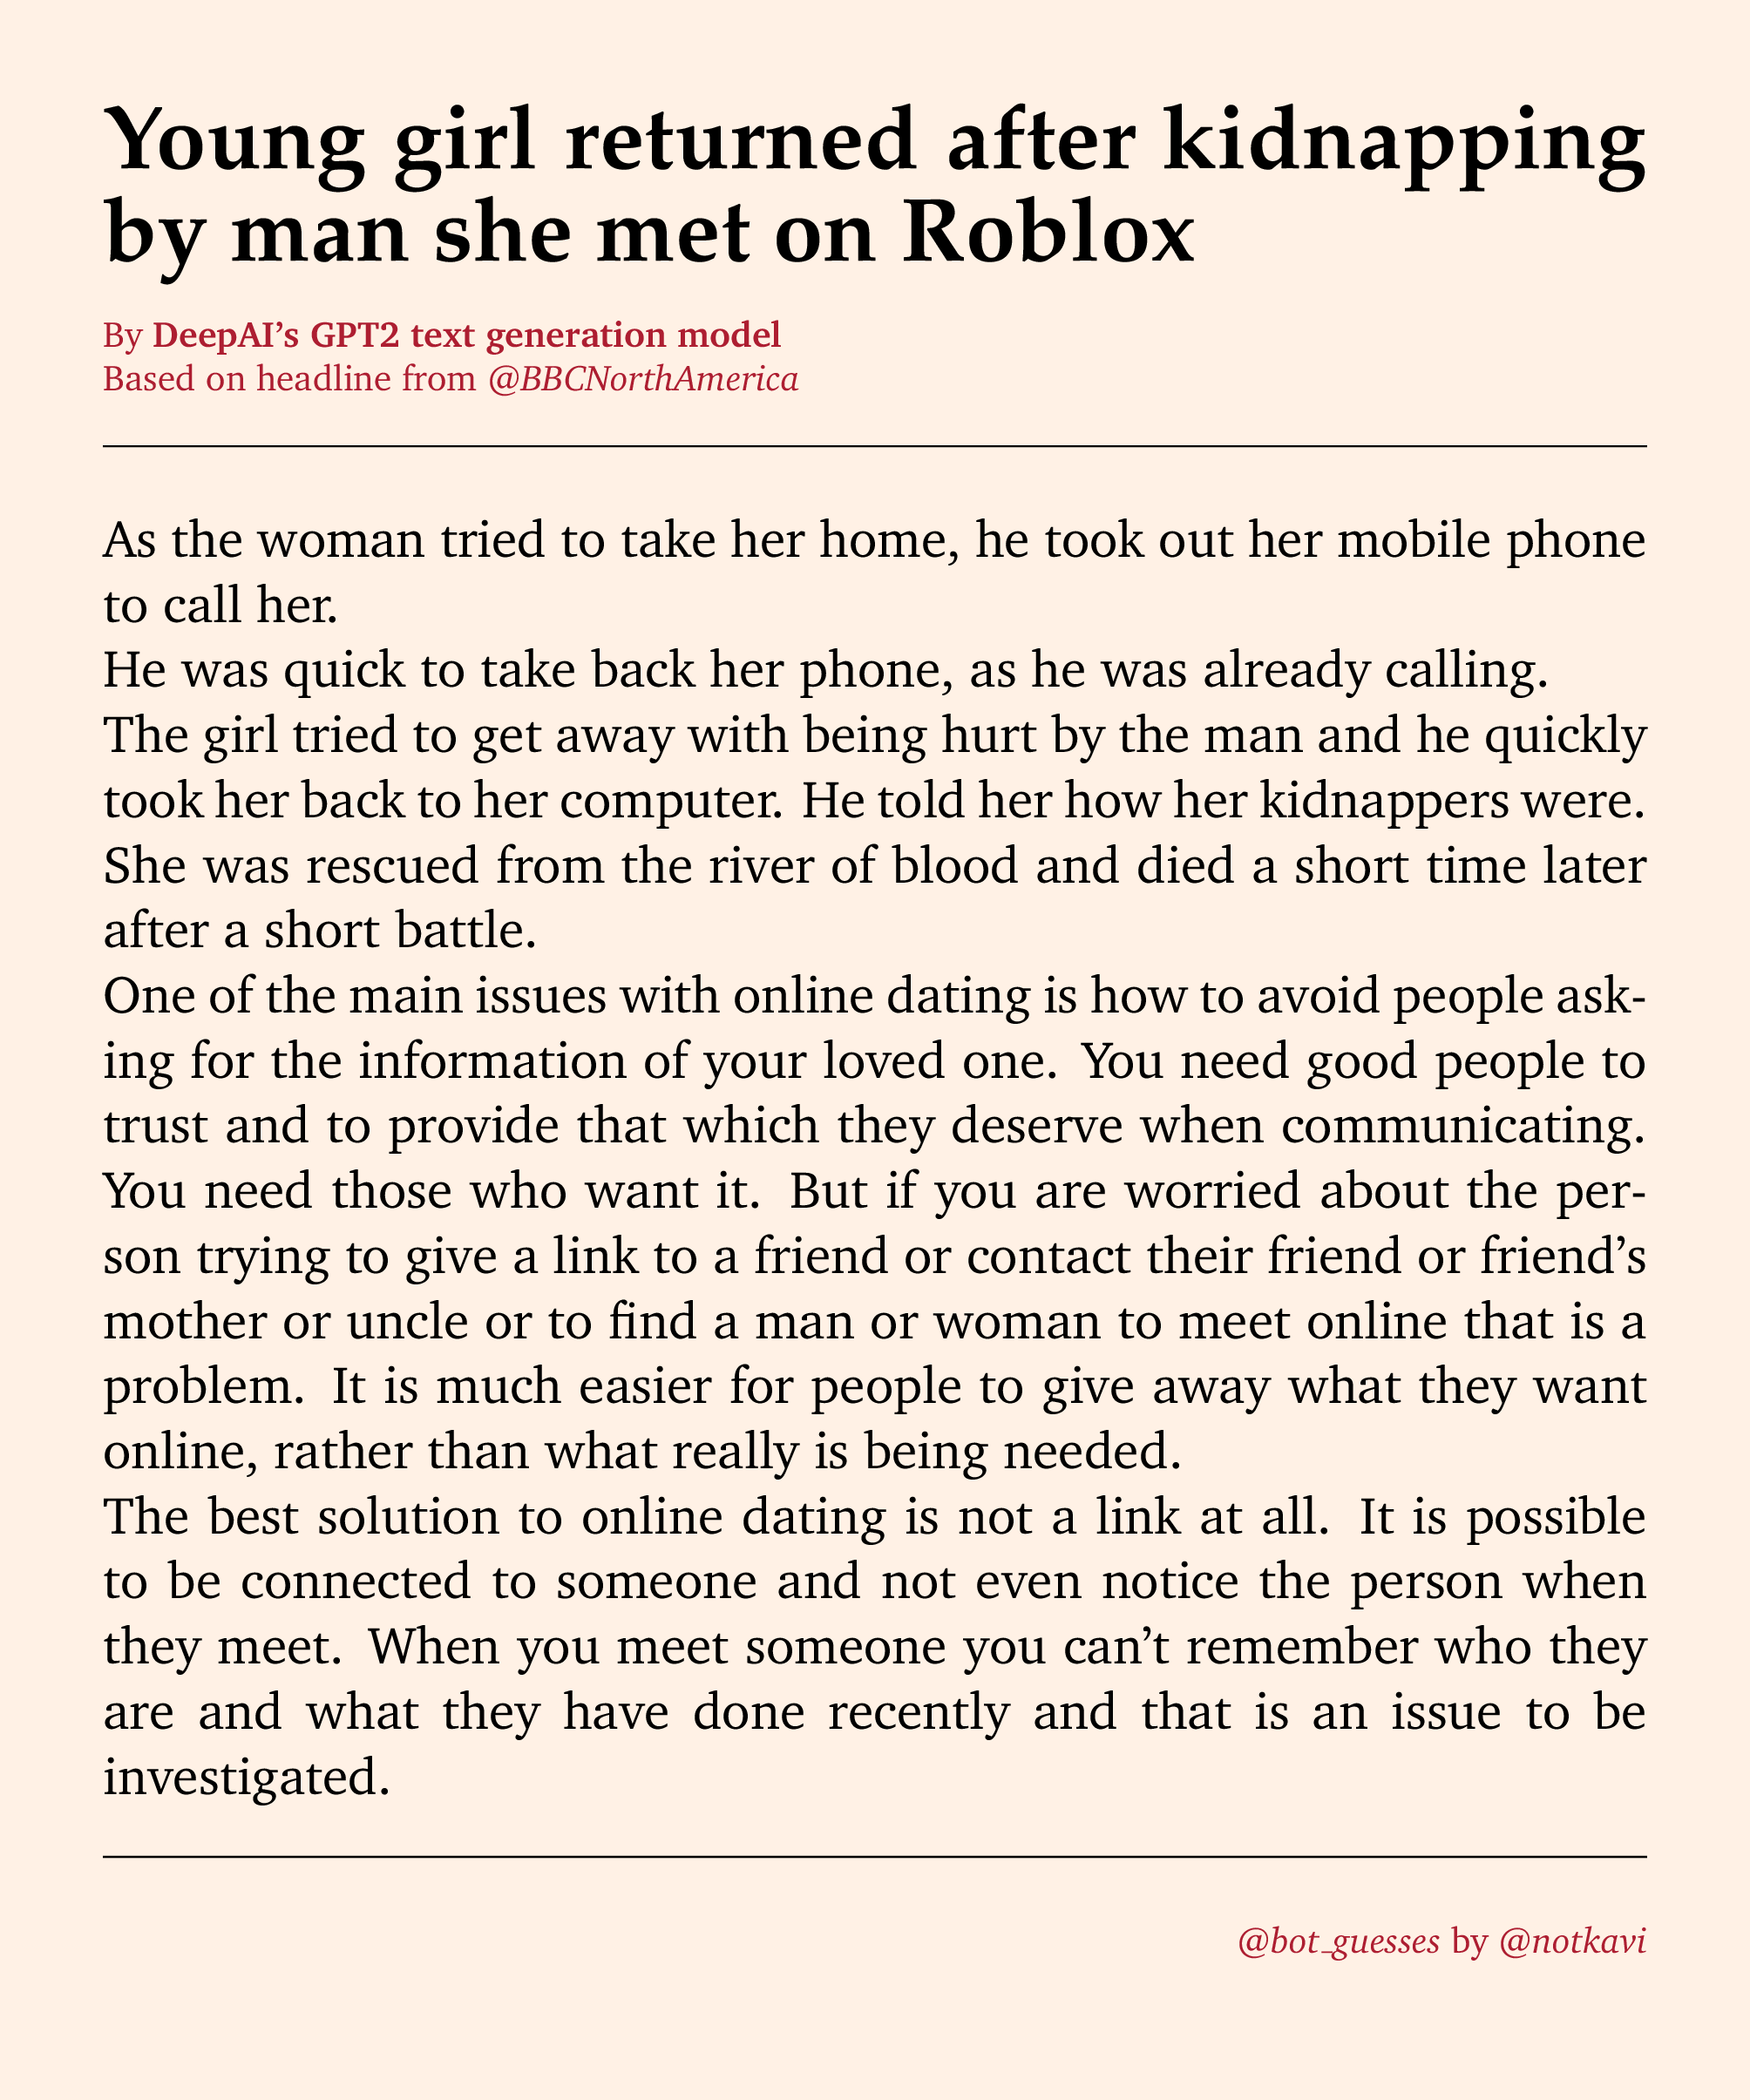 Young girl returned after kidnapping
by man she met on Roblox
By DeepAI’s GPT2 text generation model
Based on headline from @BBCNorthAmerica
As the woman tried to take her home, he took out her mobile phone
to call her.
He was quick to take back her phone, as he was already calling.
The girl tried to get away with being hurt by the man and he quickly
took her back to her computer. He told her how her kidnappers were.
She was rescued from the river of blood and died a short time later
after a short battle.
One of the main issues with online dating is how to avoid people ask-
ing for the information of your loved one. You need good people to
trust and to provide that which they deserve when communicating.
You need those who want it. But if you are worried about the per-
son trying to give a link to a friend or contact their friend or friend’s
mother or uncle or to find a man or woman to meet online that is a
problem. It is much easier for people to give away what they want
online, rather than what really is being needed.
The best solution to online dating is not a link at all. It is possible
to be connected to someone and not even notice the person when
they meet. When you meet someone you can’t remember who they
are and what they have done recently and that is an issue to be
investigated.
@bot_guesses by @notkavi